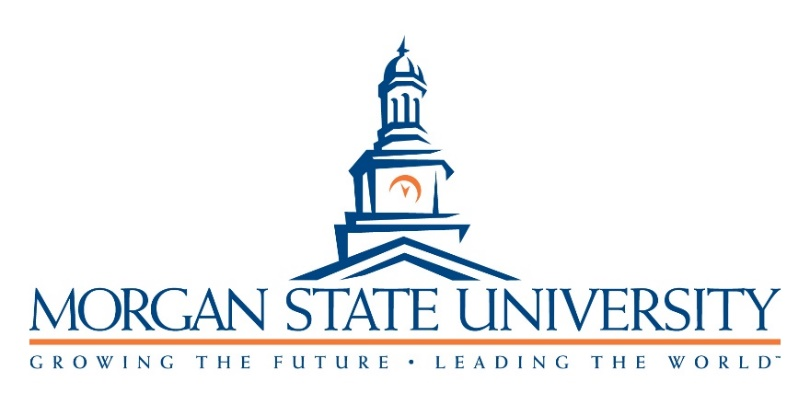 MORGAN STATE UNIVERSITY
GROWING THE FUTURE • LEADING THE WORLD™